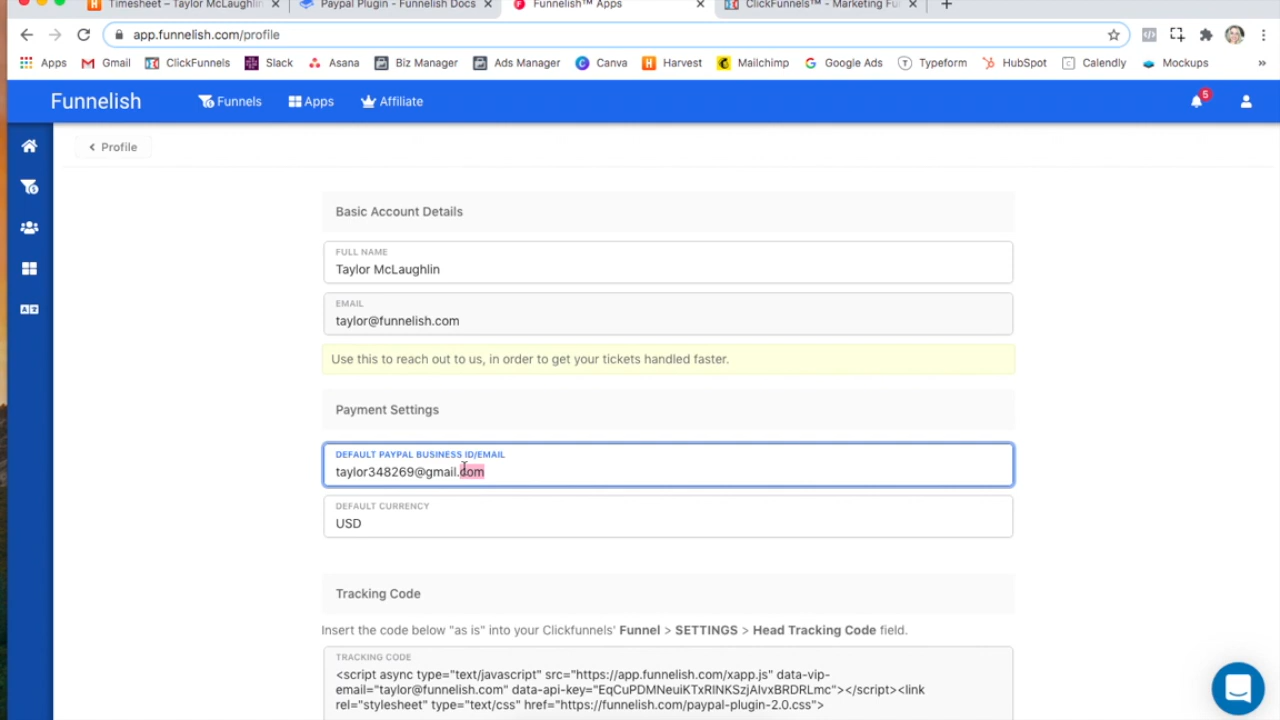 Timesheet – Taylor McLaughlin
Paypal Plugin - Funnelish Docs
Funnelish™ Apps
ClickFunnels™ - Marketing Fu
app.funnelish.com/profile
Apps Gmail ClickFunnels Slack Asana Biz Manager Ads Manager Canva Harvest Mailchimp Google Ads Typeform HubSpot Calendly Mockups »
Funnelish Funnels Apps Affiliate 5
Profile
Basic Account Details
FULL NAME
Taylor McLaughlin
EMAIL
taylor@funnelish.com
Use this to reach out to us, in order to get your tickets handled faster.
Payment Settings
DEFAULT PAYPAL BUSINESS ID/EMAIL
taylor348269@gmail.com
DEFAULT CURRENCY
USD
Tracking Code
Insert the code below "as is" into your Clickfunnels' Funnel > SETTINGS > Head Tracking Code field.
TRACKING CODE
<script async type="text/javascript" src="https://app.funnelish.com/xapp.js" data-vip-
email="taylor@funnelish.com" data-api-key="EqCuPDMNeuiKTxRlNKSzjAIvxBRDRLmc"></script><link
rel="stylesheet" type="text/css" href="https://funnelish.com/paypal-plugin-2.0.css">